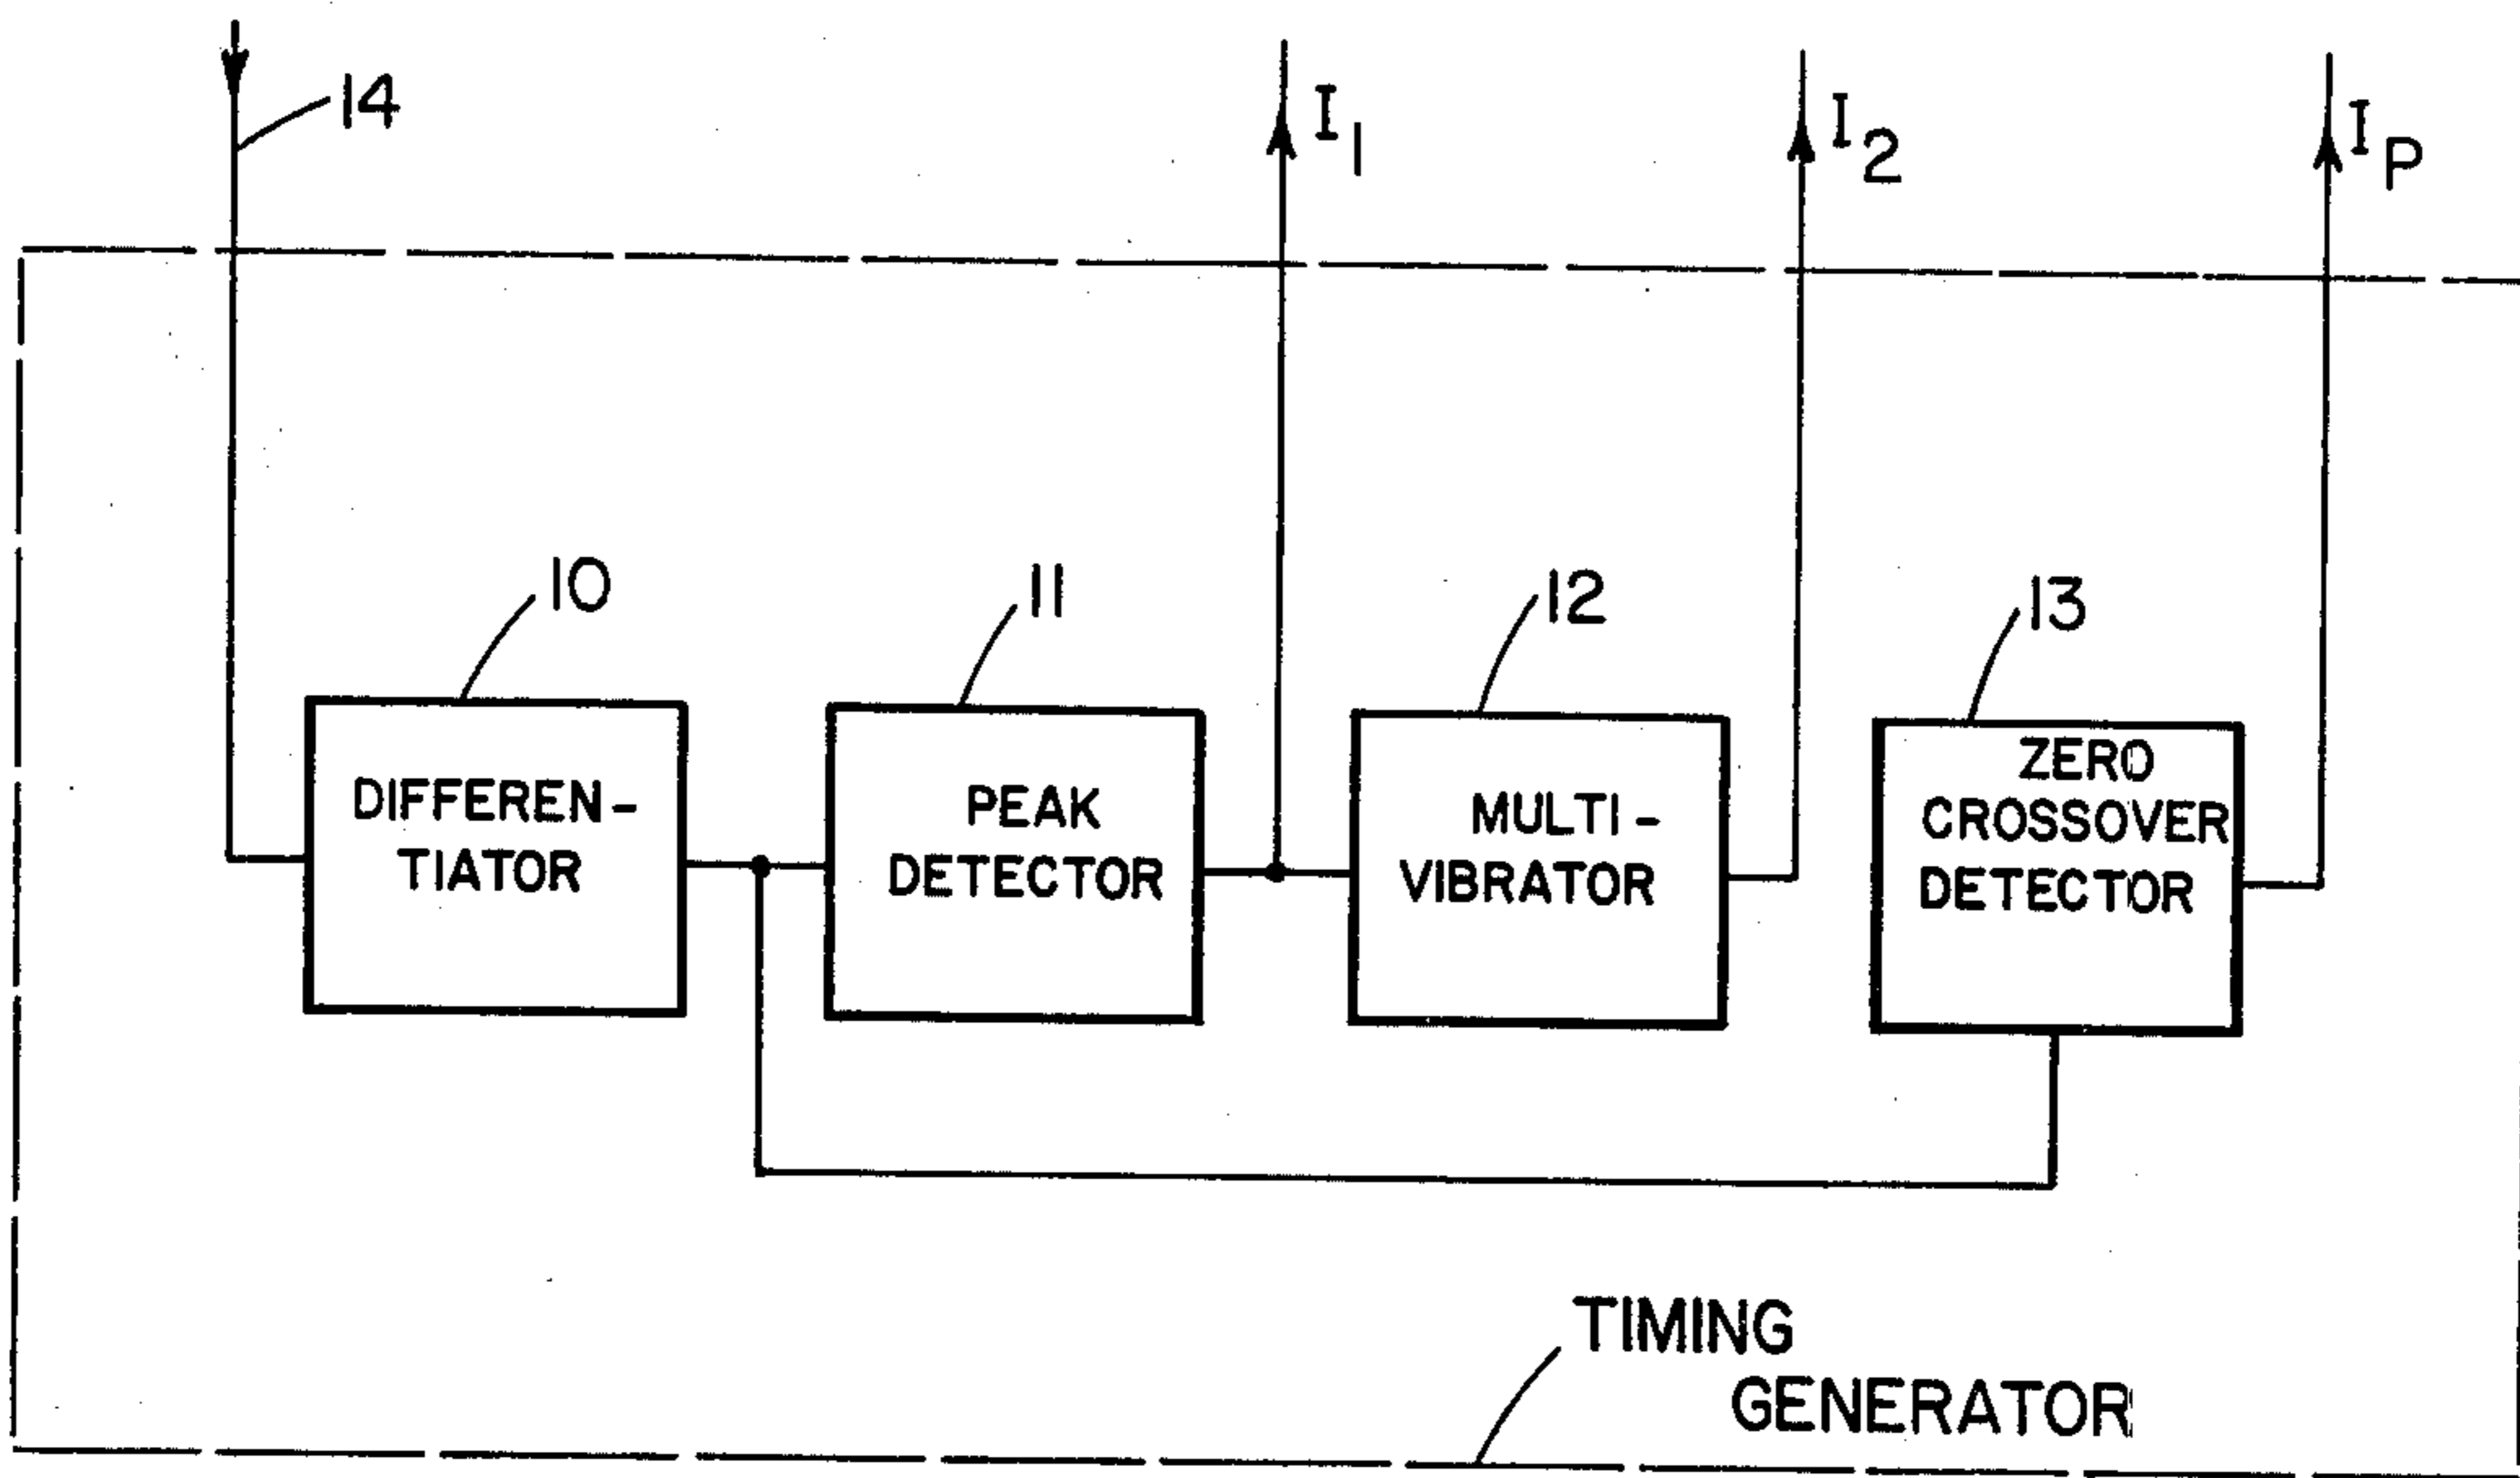 14
I1
I2
IP
10
11
12
13
DIFFEREN-
TIATOR
PEAK
DETECTOR
MULTI-
VIBRATOR
ZERO
CROSSOVER
DETECTOR
TIMING
GENERATOR